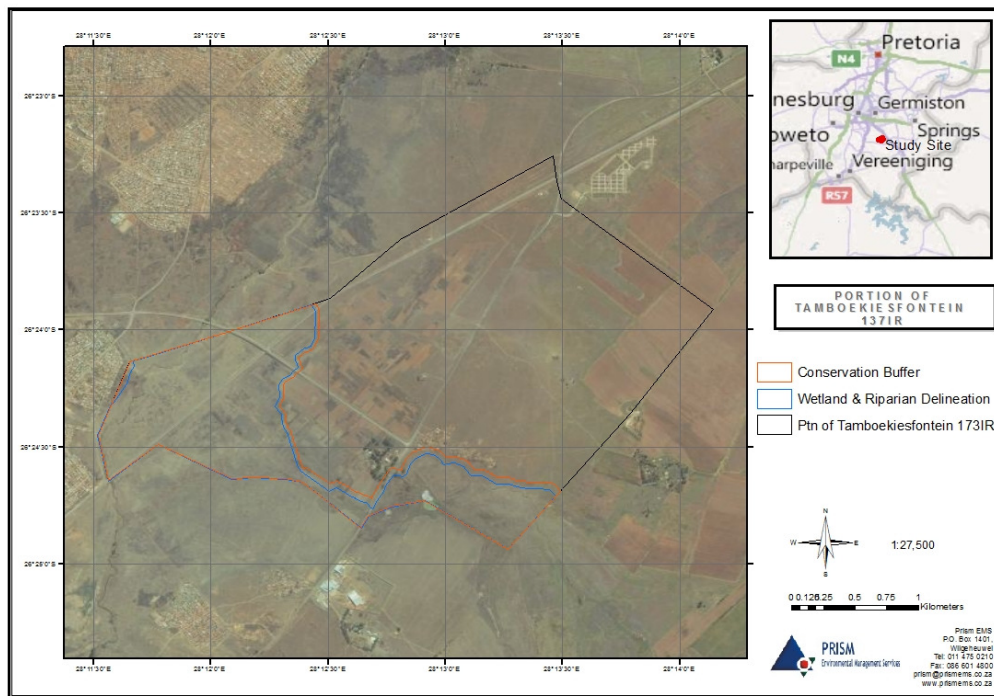 28°11'30"E 28°12'0"E 28°12'30"E 28°13'0"E 28°13'30"E 28°14'0"E
26°23'0"S
26°23'30"S
26°24'0"S
26°24'30"S
26°25'0"S
28°11'30"E 28°12'0"E 28°12'30"E 28°13'0"E 28°13'30"E 28°14'0"E
Pretoria
N4
nesburg
Germiston
oweto
Springs
Study Site
harpeville
Vereeniging
R57
PORTION OF
TAMBOEKIESFONTEIN
137IR
Conservation Buffer
Wetland & Riparian Delineation
Ptn of Tamboekiesfontein 173IR
N
W E
S
1:27,500
0 0.125 0.25 0.5 0.75 1
Kilometers
PRISM
Environmental Management Services
Prism EMS
P.O. Box 1401,
Wilgeheuwel
Tel: 011 475 0210
Fax: 086 601 4800
prism@prismems.co.za
www.prismems.co.za